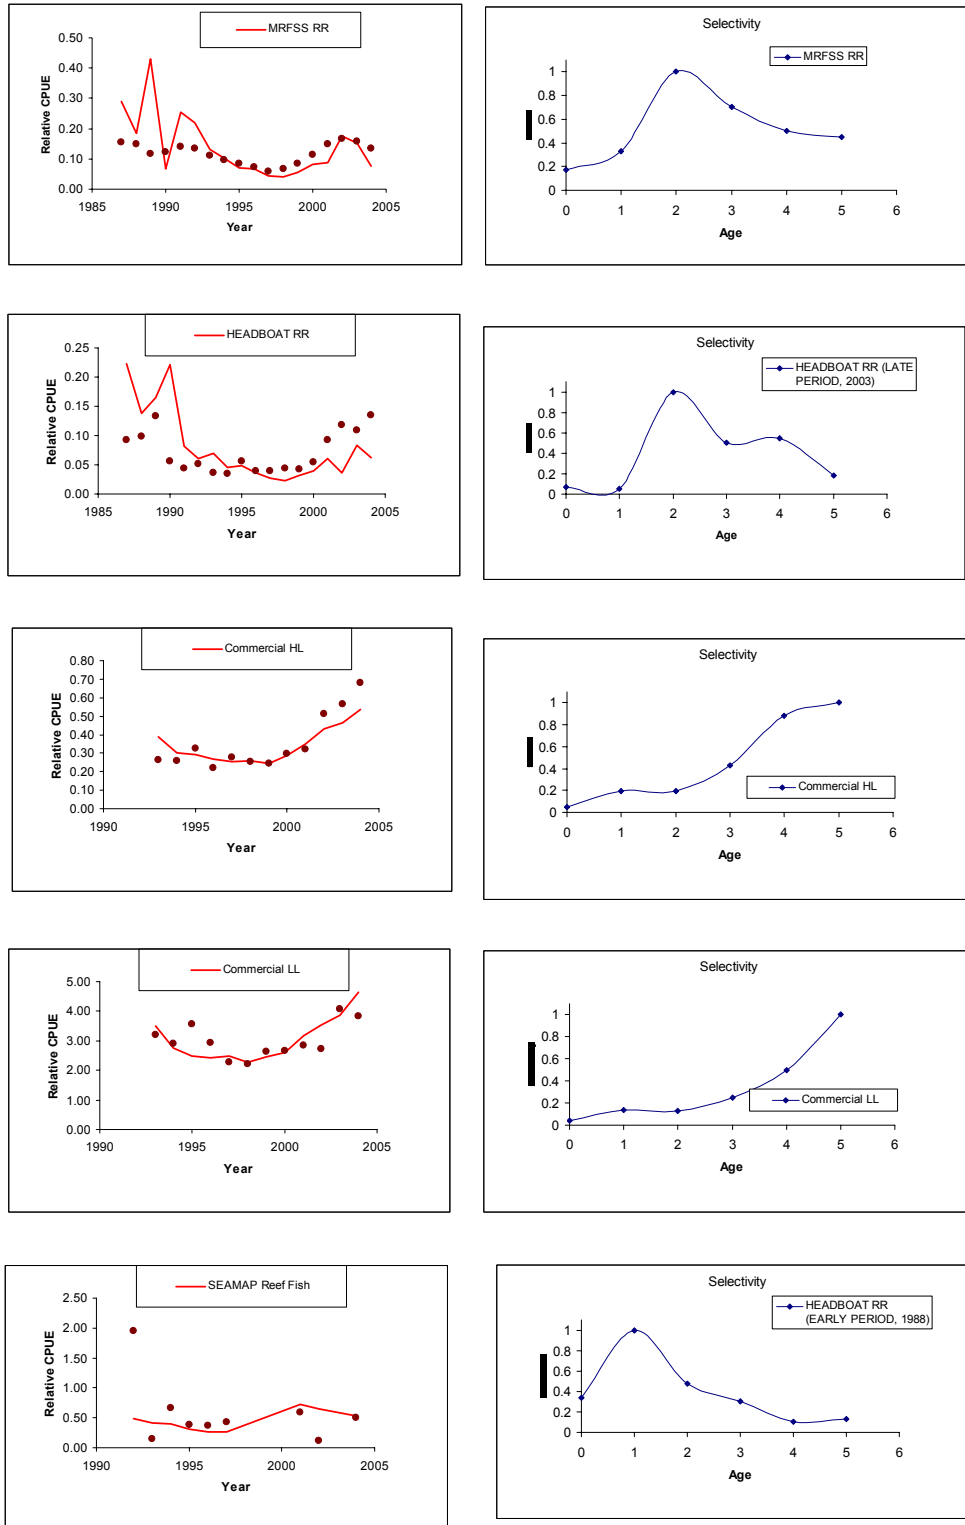 MRFSS RR
0.50
0.40
0.30
0.20
0.10
0.00
Relative CPUE
1985 1990 1995 2000 2005
Year
Selectivity
MRFSS RR
1
0.8
0.6
0.4
0.2
0
0 1 2 3 4 5 6
Age
HEADBOAT RR
0.25
0.20
0.15
0.10
0.05
0.00
Relative CPUE
1985 1990 1995 2000 2005
Year
Selectivity
HEADBOAT RR (LATE
PERIOD, 2003)
1
0.8
0.6
0.4
0.2
0
0 1 2 3 4 5 6
Age
Commercial HL
0.80
0.70
0.60
0.50
0.40
0.30
0.20
0.10
0.00
Relative CPUE
1990 1995 2000 2005
Year
Selectivity
1
0.8
0.6
0.4
0.2
0
Commercial HL
0 1 2 3 4 5 6
Age
Commercial LL
5.00
4.00
3.00
2.00
1.00
0.00
Relative CPUE
1990 1995 2000 2005
Year
Selectivity
1
0.8
0.6
0.4
0.2
0
Commercial LL
0 1 2 3 4 5 6
Age
SEAMAP Reef Fish
2.50
2.00
1.50
1.00
0.50
0.00
Relative CPUE
1990 1995 2000 2005
Year
Selectivity
HEADBOAT RR
(EARLY PERIOD, 1988)
1
0.8
0.6
0.4
0.2
0
0 1 2 3 4 5 6
Age